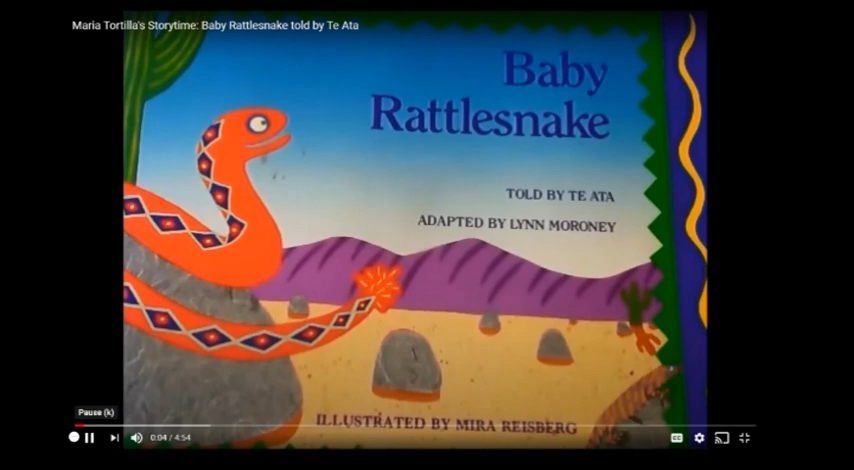 Maria Tortilla's Storytime: Baby Rattlesnake told by Te Ata
Baby
Rattlesnake
TOLD BY TE ATA
ADAPTED BY LYNN MORONEY
ILLUSTRATED BY MIRA REISBERG
Pause (k)
0:04 / 4:54
CC